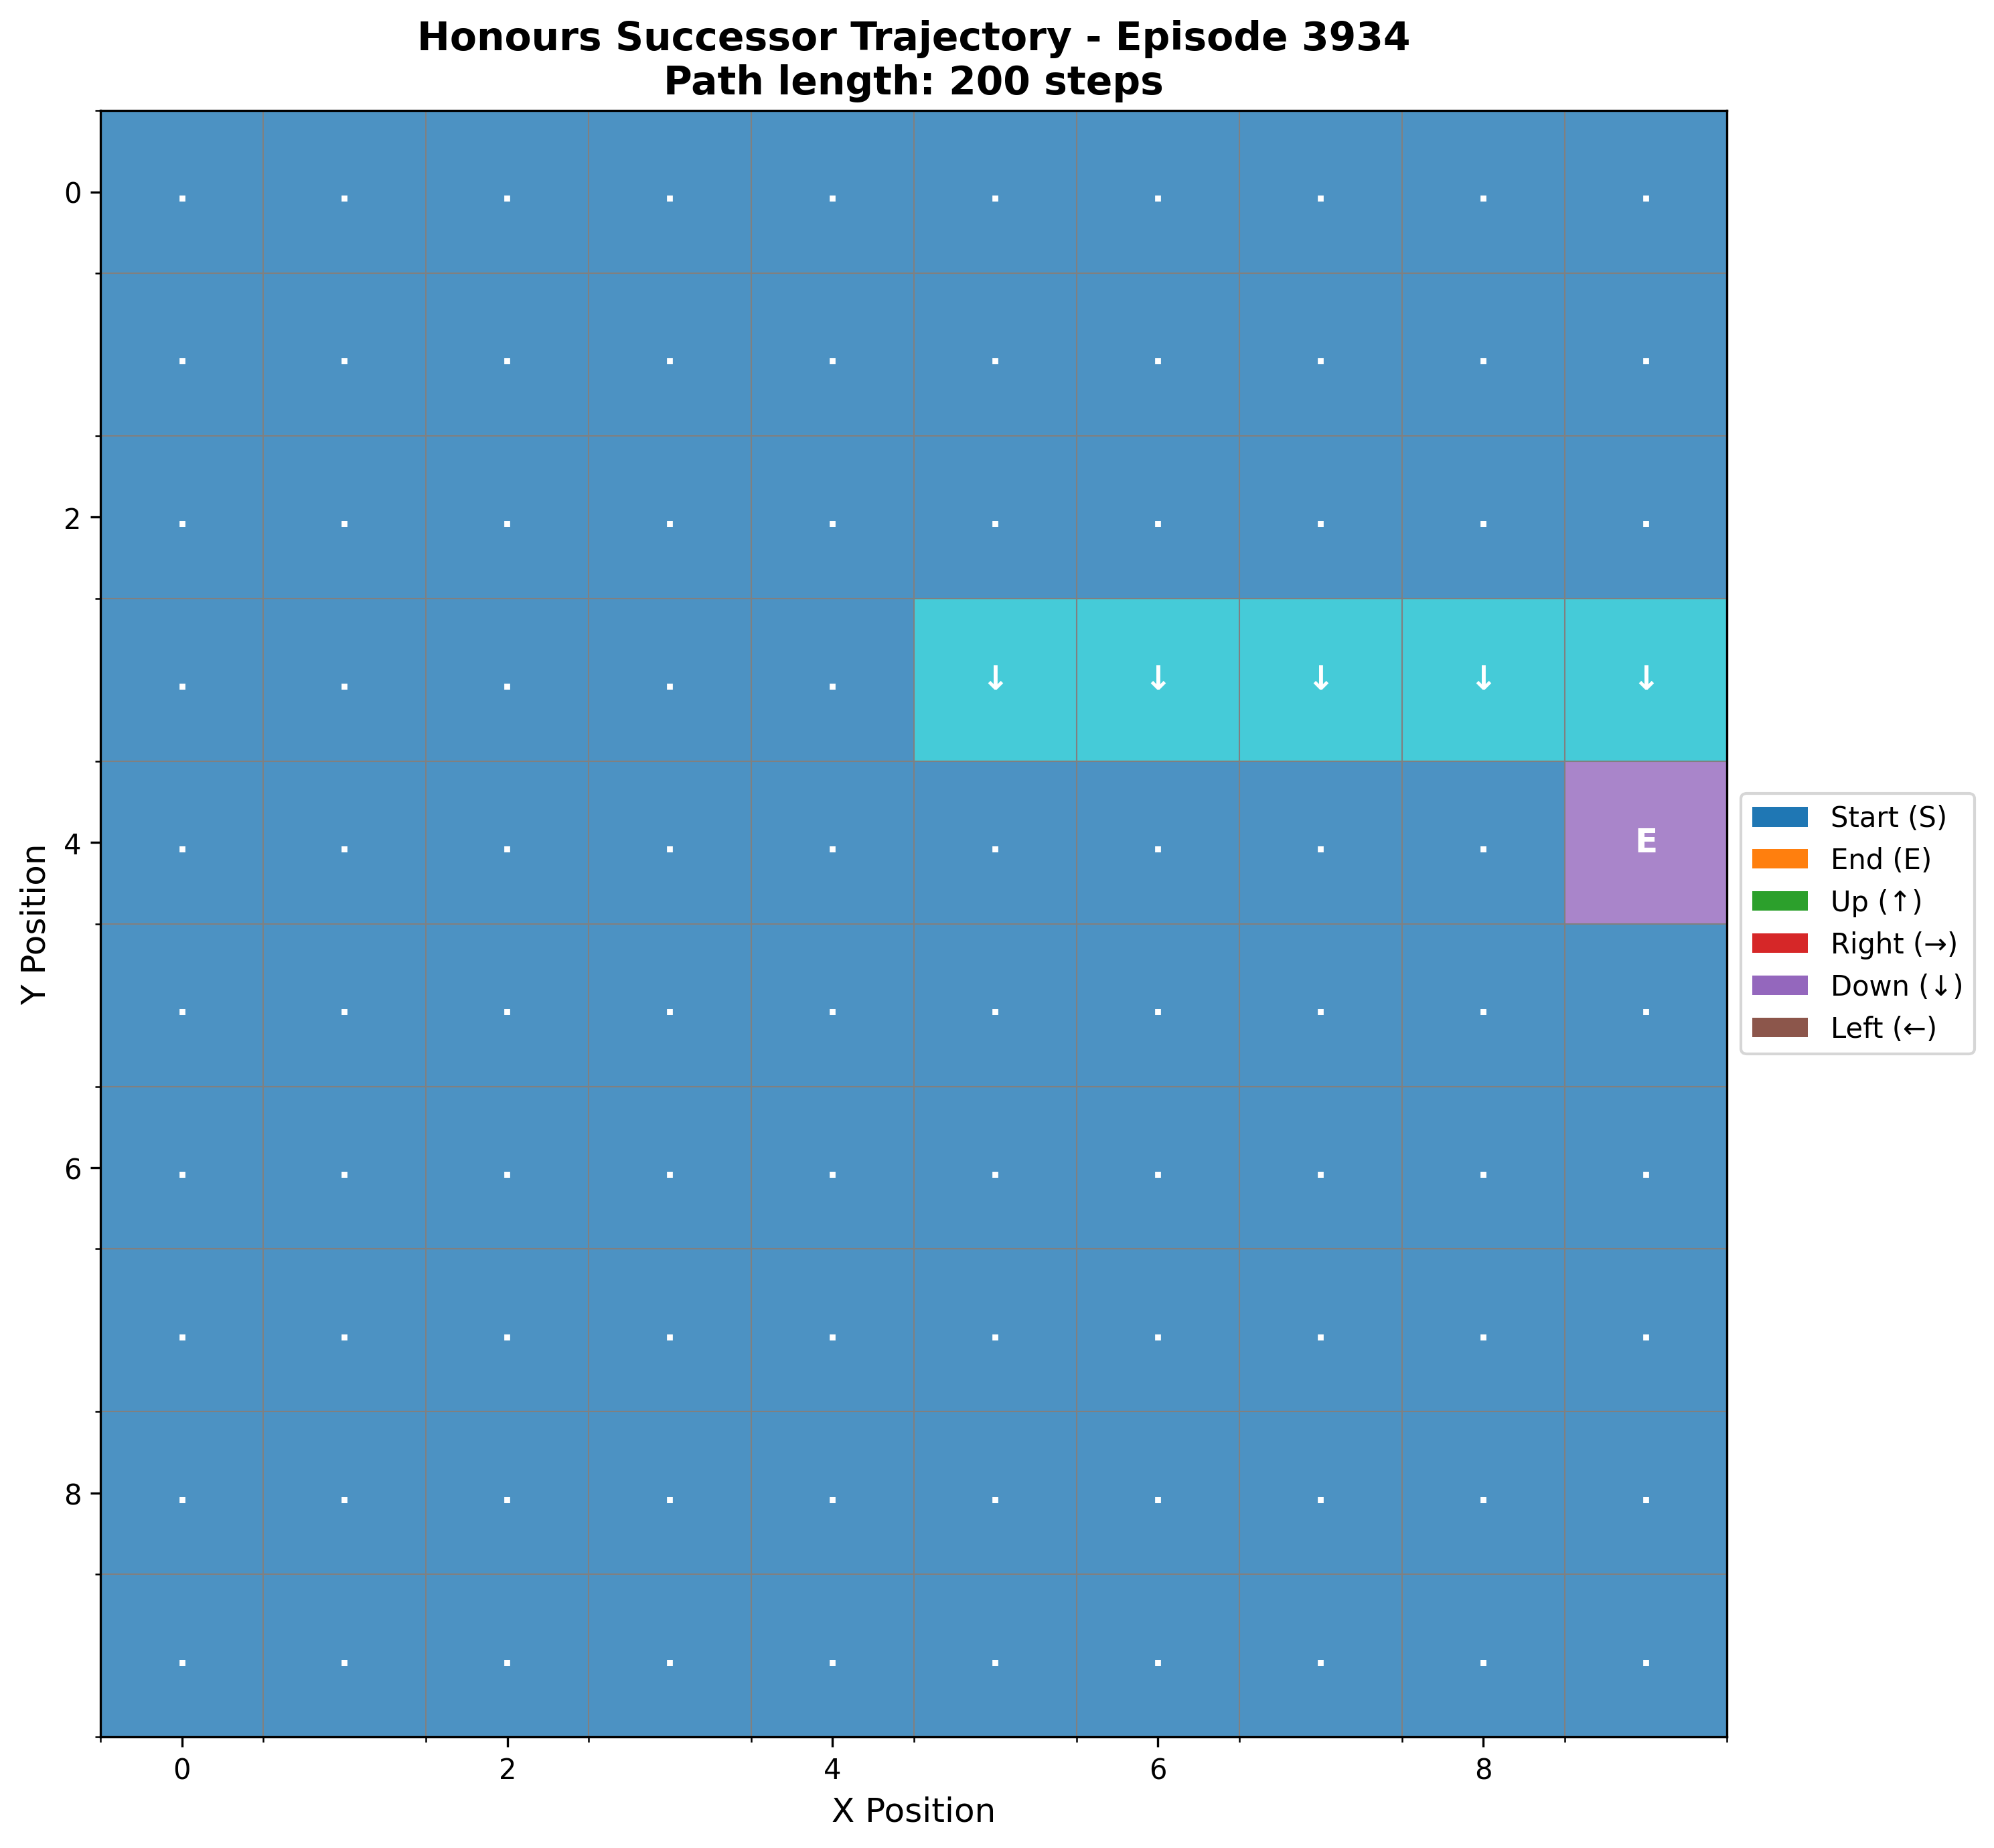 Honours Successor Trajectory - Episode 3934
Path length: 200 steps
0
2
↓ ↓ ↓ ↓ ↓
4
E
6
8
Y Position
0 2 4 6 8
X Position
Start (S)
End (E)
Up (↑)
Right (→)
Down (↓)
Left (←)